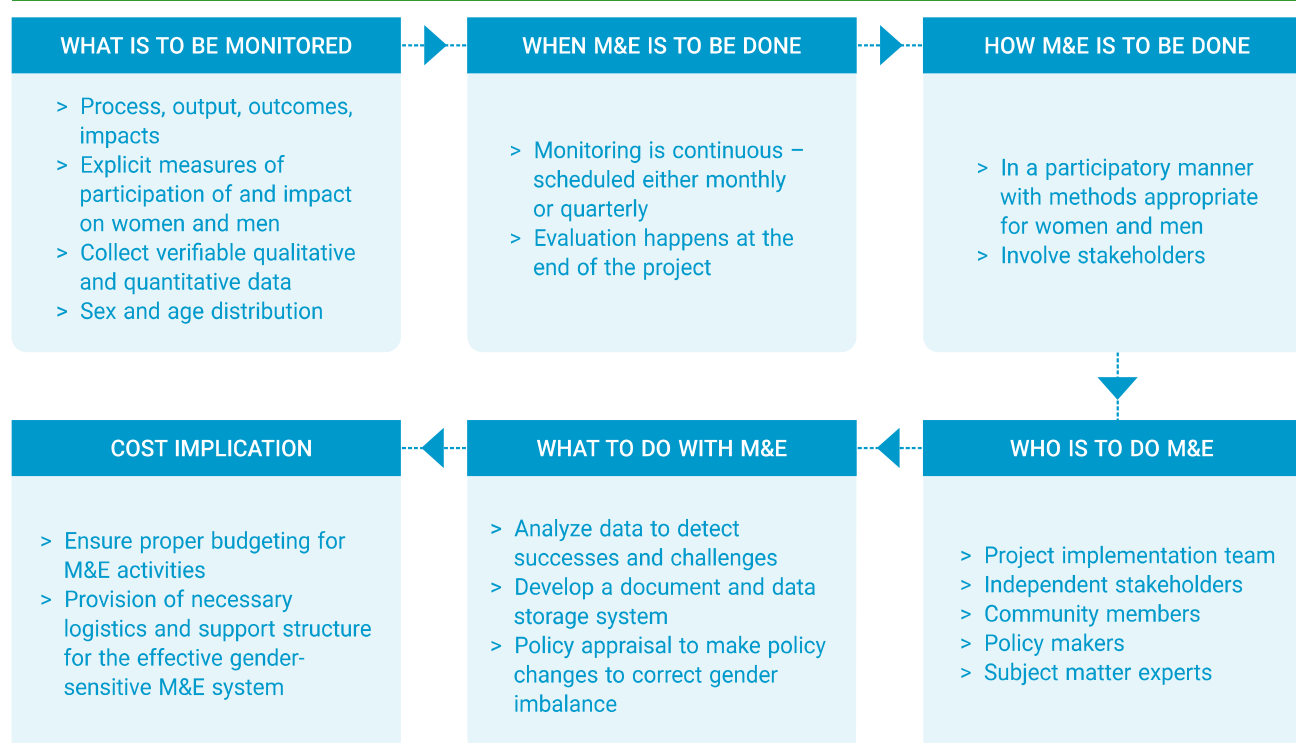 WHAT IS TO BE MONITORED
> Process, output, outcomes,
impacts
> Explicit measures of
participation of and impact
on women and men
> Collect verifiable qualitative
and quantitative data
> Sex and age distribution
WHEN M&E IS TO BE DONE
> Monitoring is continuous –
scheduled either monthly
or quarterly
> Evaluation happens at the
end of the project
HOW M&E IS TO BE DONE
> In a participatory manner
with methods appropriate
for women and men
> Involve stakeholders
WHO IS TO DO M&E
> Project implementation team
> Independent stakeholders
> Community members
> Policy makers
> Subject matter experts
WHAT TO DO WITH M&E
> Analyze data to detect
successes and challenges
> Develop a document and data
storage system
> Policy appraisal to make policy
changes to correct gender
imbalance
COST IMPLICATION
> Ensure proper budgeting for
M&E activities
> Provision of necessary
logistics and support structure
for the effective gender-
sensitive M&E system